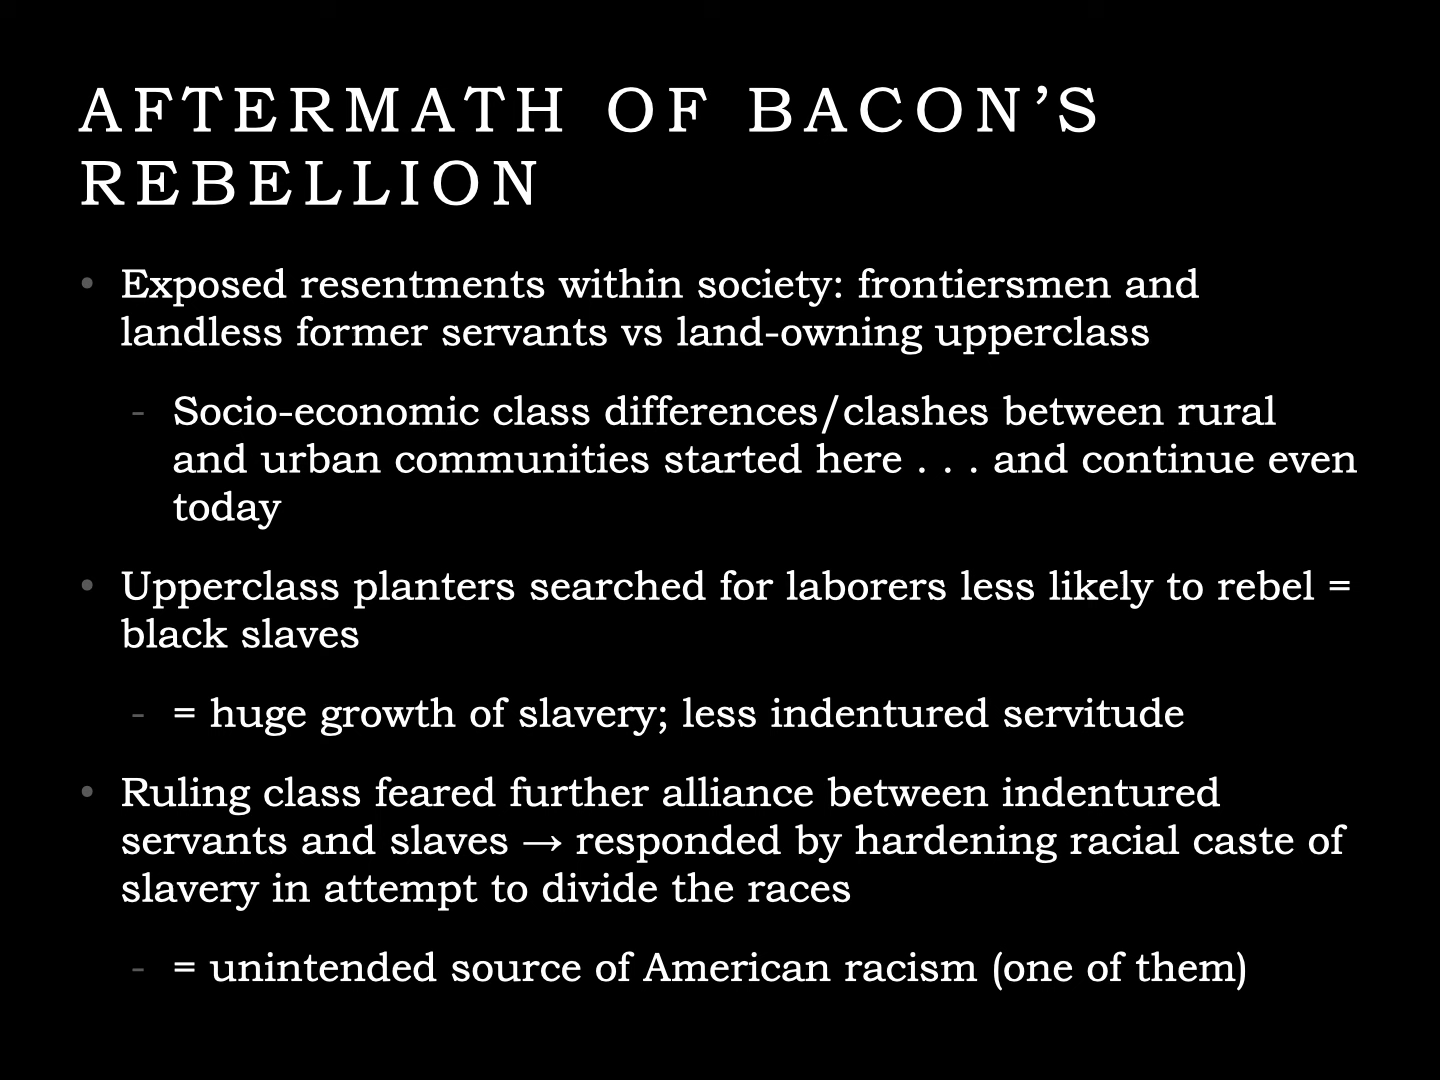 AFTERMATH OF BACON’S
REBELLION
• Exposed resentments within society: frontiersmen and
landless former servants vs land-owning upperclass
- Socio-economic class differences/clashes between rural
and urban communities started here . . . and continue even
today
• Upperclass planters searched for laborers less likely to rebel =
black slaves
- = huge growth of slavery; less indentured servitude
• Ruling class feared further alliance between indentured
servants and slaves → responded by hardening racial caste of
slavery in attempt to divide the races
- = unintended source of American racism (one of them)